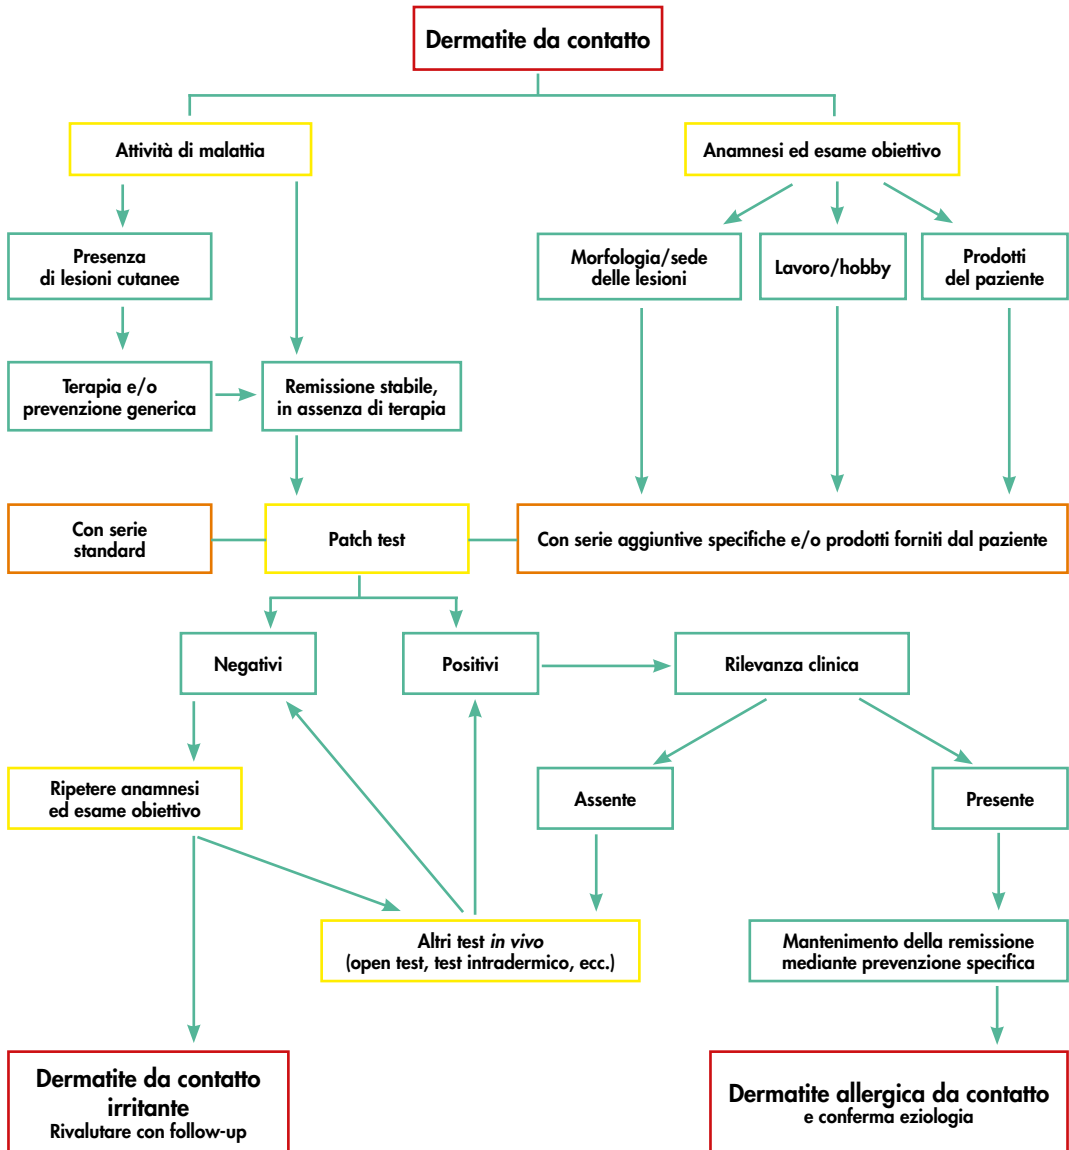 Dermatite da contatto
Attività di malattia
Anamnesi ed esame obiettivo
Presenza
di lesioni cutanee
Morfologia/sede
delle lesioni
Lavoro/hobby
Prodotti
del paziente
Terapia e/o
prevenzione generica
Remissione stabile,
in assenza di terapia
Con serie
standard
Patch test
Con serie aggiuntive specifiche e/o prodotti forniti dal paziente
Negativi
Positivi
Rilevanza clinica
Ripetere anamnesi
ed esame obiettivo
Assente
Presente
Altri test in vivo
(open test, test intradermico, ecc.)
Mantenimento della remissione
mediante prevenzione specifica
Dermatite da contatto
irritante
Rivalutare con follow-up
Dermatite allergica da contatto
e conferma eziologia